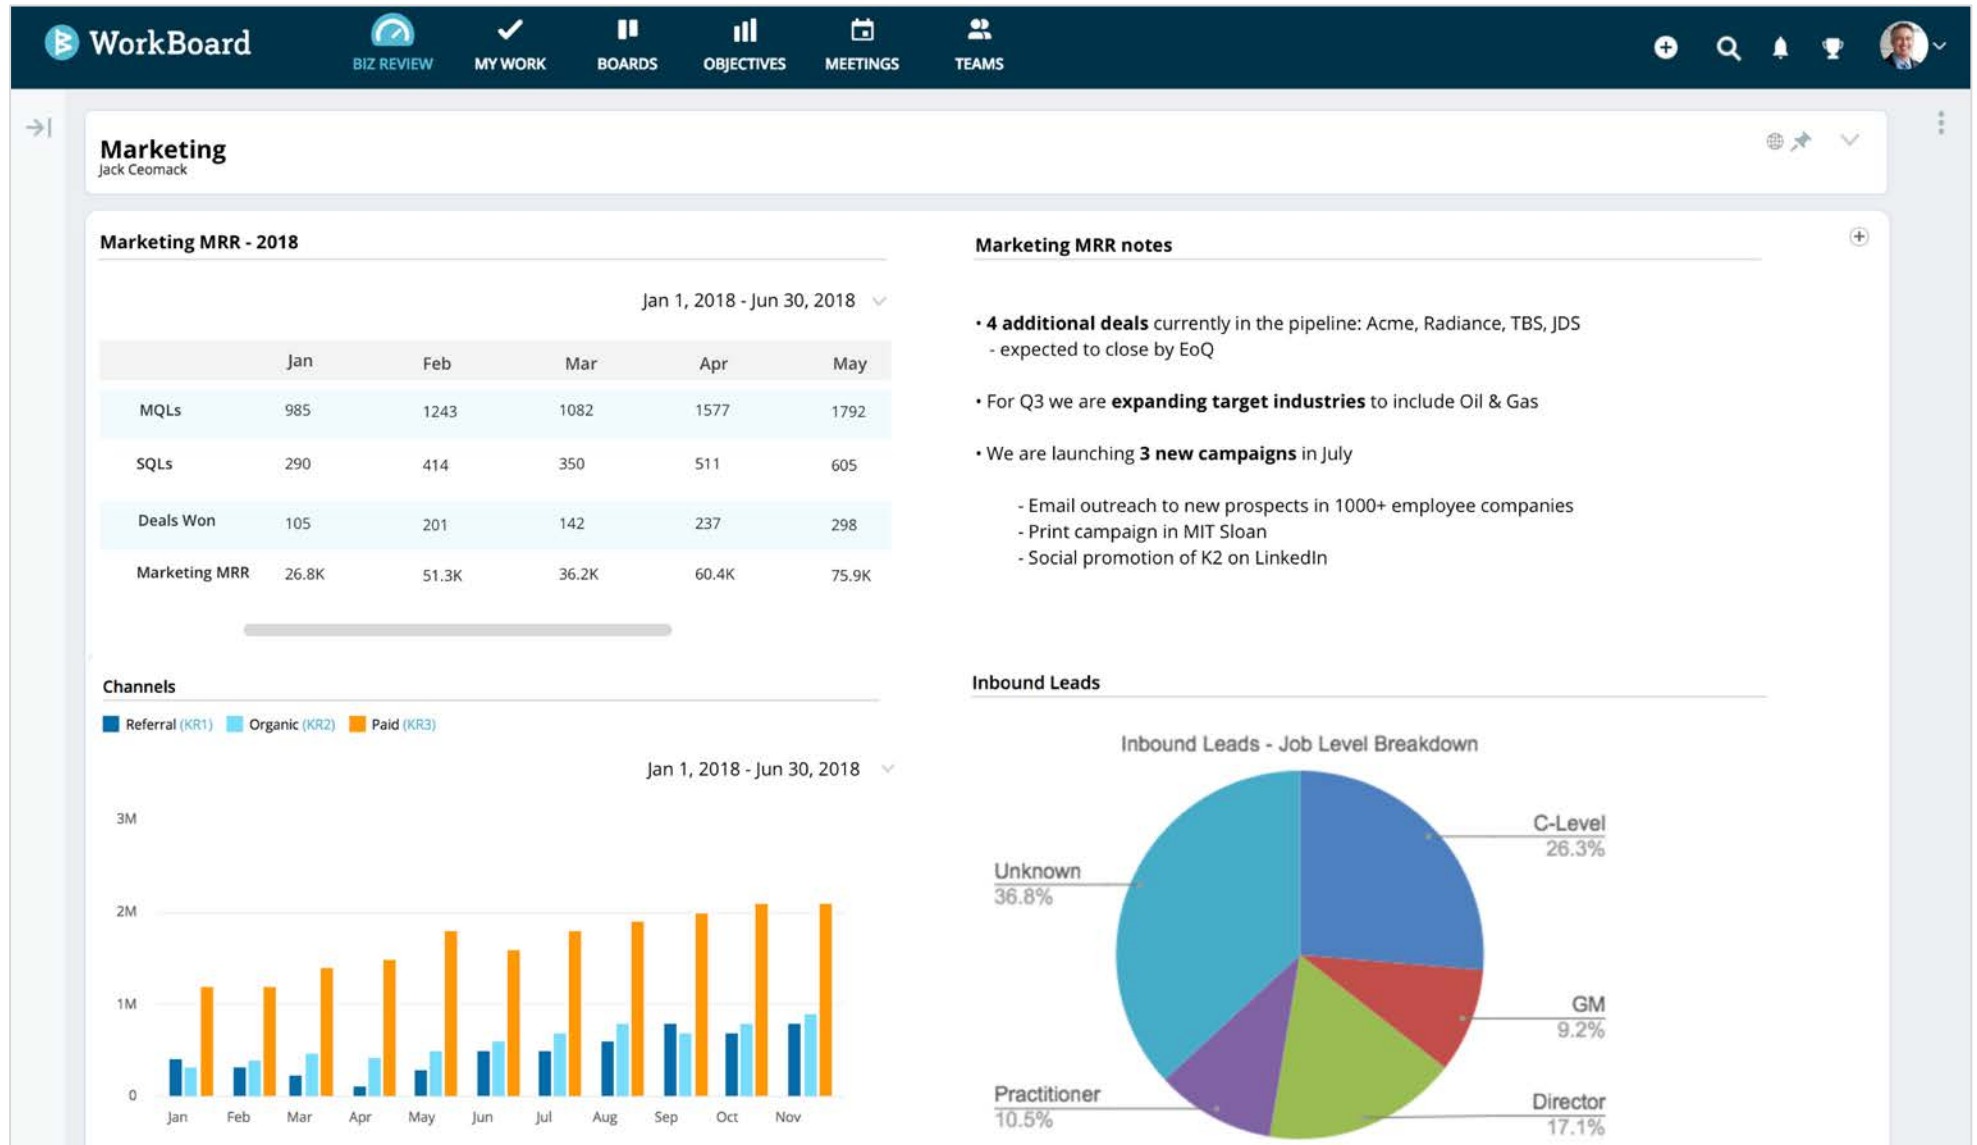 WorkBoard
BIZ REVIEW
MY WORK
BOARDS
OBJECTIVES
MEETINGS
TEAMS
Marketing
Jack Ceomack
Marketing MRR - 2018
Jan 1, 2018 - Jun 30, 2018
Jan Feb Mar Apr May
MQLs 985 1243 1082 1577 1792
SQLs 290 414 350 511 605
Deals Won 105 201 142 237 298
Marketing MRR 26.8K 51.3K 36.2K 60.4K 75.9K
Marketing MRR notes
• 4 additional deals currently in the pipeline: Acme, Radiance, TBS, JDS
- expected to close by EoQ
• For Q3 we are expanding target industries to include Oil & Gas
• We are launching 3 new campaigns in July
- Email outreach to new prospects in 1000+ employee companies
- Print campaign in MIT Sloan
- Social promotion of K2 on LinkedIn
Channels
Referral (KR1) Organic (KR2) Paid (KR3)
Jan 1, 2018 - Jun 30, 2018
3M
2M
1M
0
Jan Feb Mar Apr May Jun Jul Aug Sep Oct Nov
Inbound Leads
Inbound Leads - Job Level Breakdown
C-Level
26.3%
Unknown
36.8%
GM
9.2%
Practitioner
10.5%
Director
17.1%